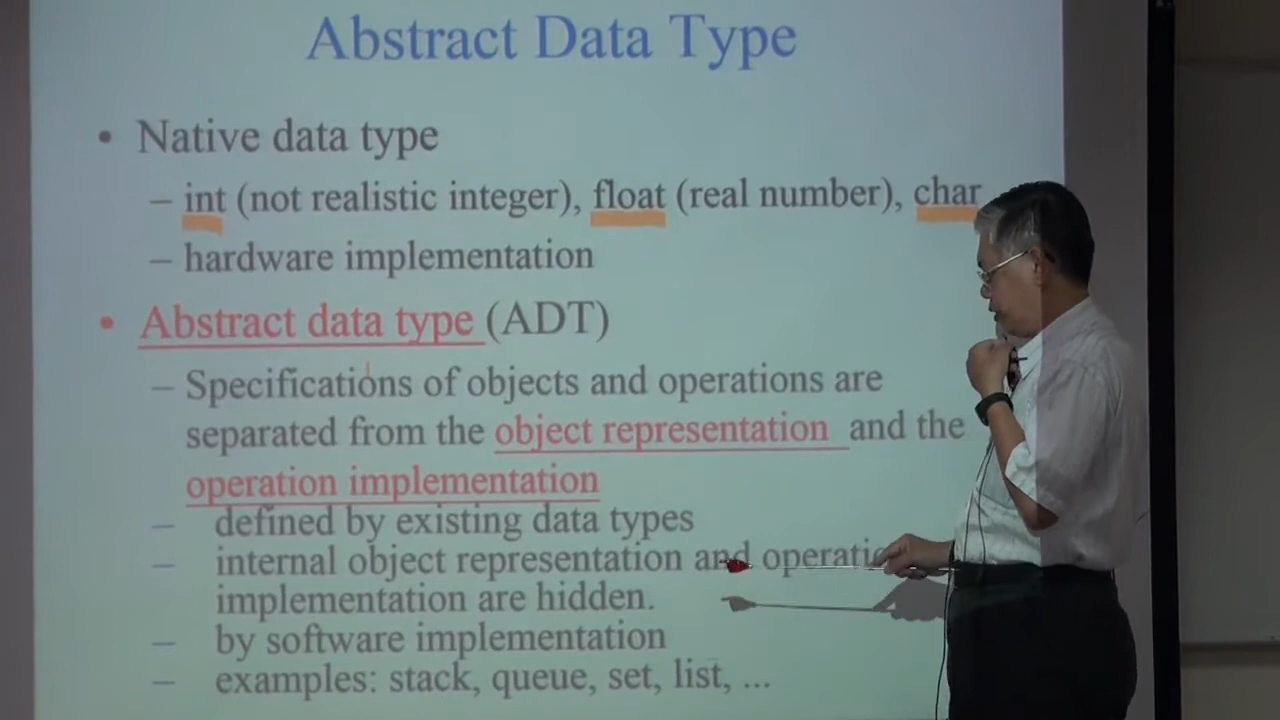 Abstract Data Type
• Native data type
– int (not realistic integer), float (real number), char
– hardware implementation
• Abstract data type (ADT)
– Specifications of objects and operations are
separated from the object representation and the
operation implementation
– defined by existing data types
– internal object representation and
implementation are hidden.
– by software implementation
– examples: stack, queue, set, list, ...